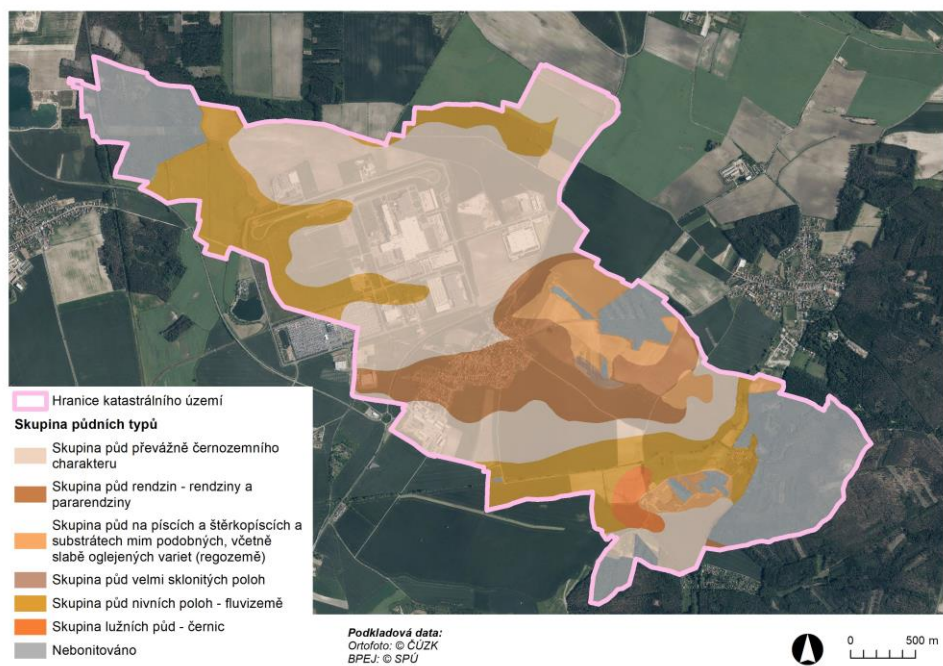 Hranice katastrálního území
Skupina půdních typů
Skupina půd převážně černozemního
charakteru
Skupina půd rendzin - rendziny a
pararendziny
Skupina půd na píscích a štěrkopíscích a
substrátech mim podobných, včetně
slabě oglejených variet (regozemě)
Skupina půd velmi sklonitých poloh
Skupina půd nivních poloh - fluvizemě
Skupina lužních půd - černic
Nebonitováno
Podkladová data:
Ortofoto: © ČÚZK
BPEJ: © SPÚ
0 500 m